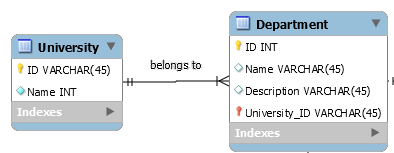 University
ID VARCHAR(45)
Name INT
Indexes
belongs to
Department
ID INT
Name VARCHAR(45)
Description VARCHAR(45)
University_ID VARCHAR(45)
Indexes